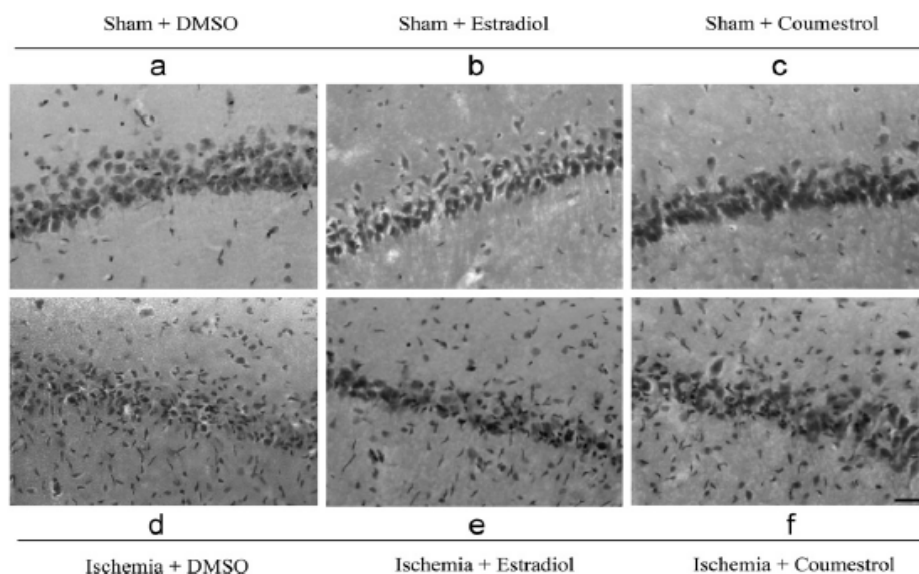 Sham + DMSO
Sham + Estradiol
Sham + Coumestrol
a
b
c
d
e
f
Ischemia + DMSO
Ischemia + Estradiol
Ischemia + Coumestrol